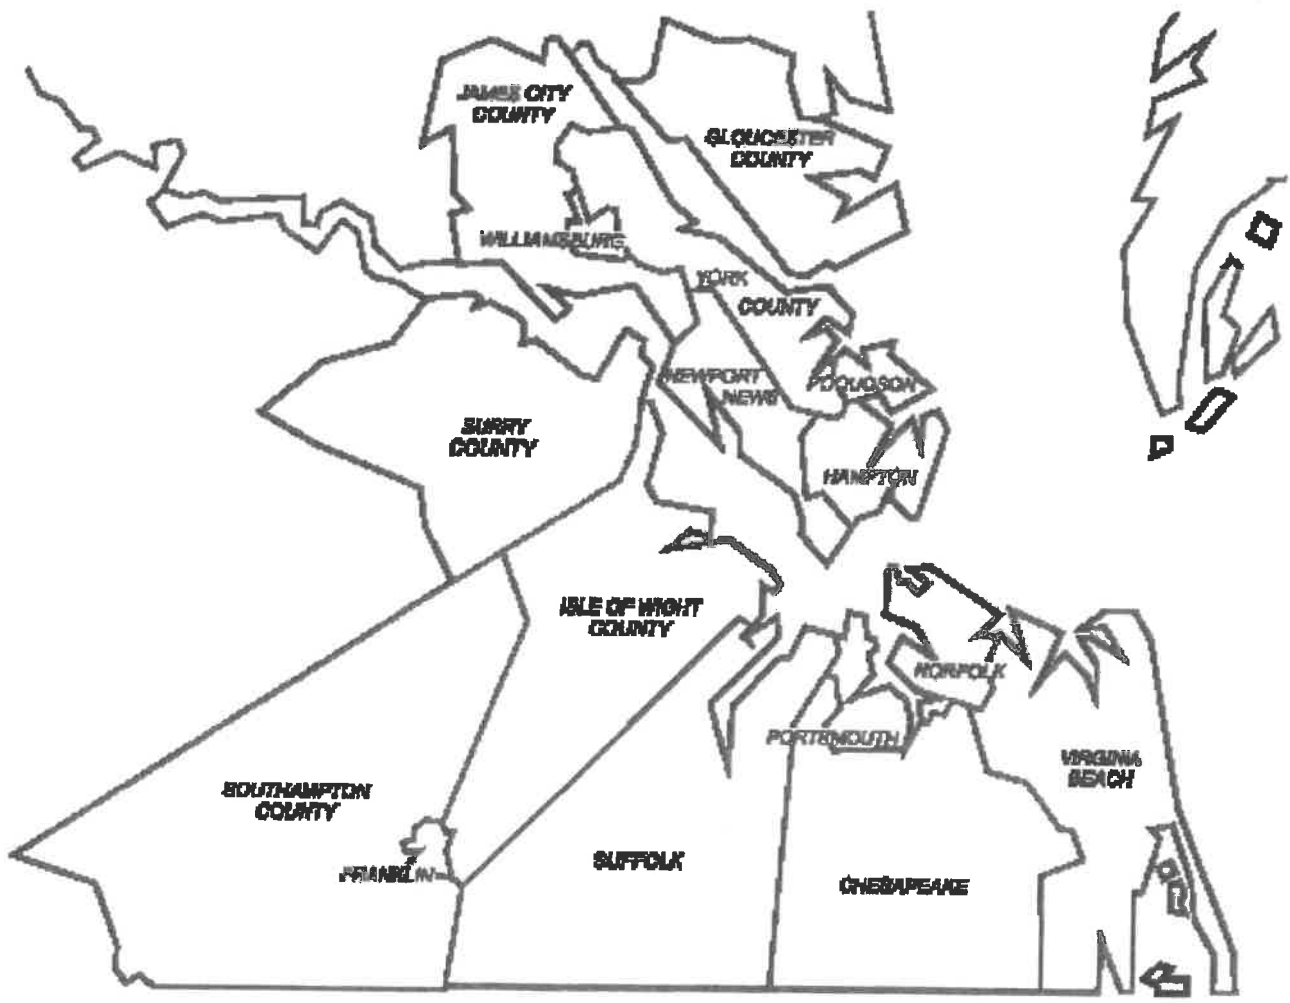 JAMES CITY
COUNTY
GLOUCESTER
COUNTY
WILLIAMSBURG
YORK
COUNTY
NEWPORT
NEWS
POQUOSON
SURRY
COUNTY
HAMPTON
ISLE OF WIGHT
COUNTY
NORFOLK
PORTSMOUTH
VIRGINIA
BEACH
SOUTHAMPTON
COUNTY
FRANKLIN
SUFFOLK
CHESAPEAKE